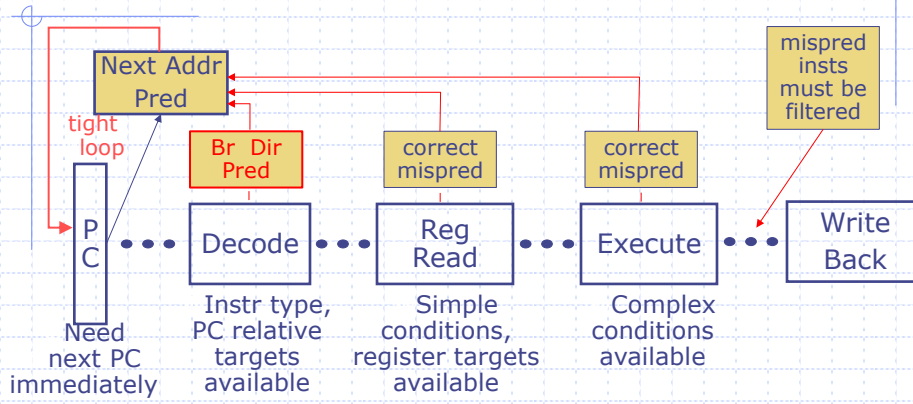 Next Addr
Pred
tight
loop
Br Dir
Pred
correct
mispred
correct
mispred
mispred
insts
must be
filtered
P
C
Decode
Reg
Read
Execute
Write
Back
Need
next PC
immediately
Instr type,
PC relative
targets
available
Simple
conditions,
register targets
available
Complex
conditions
available